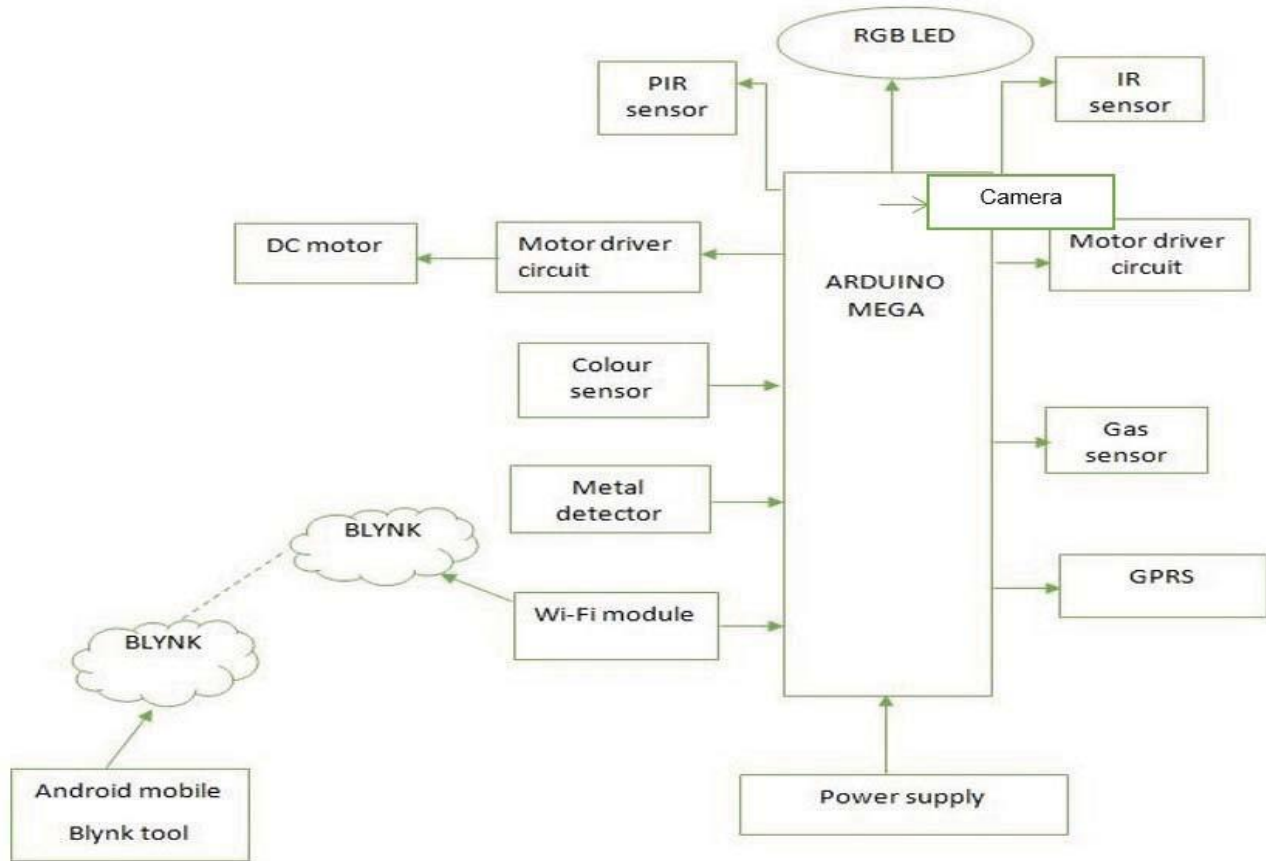 RGB LED
PIR
sensor
IR
sensor
Camera
DC motor
Motor driver
circuit
Motor driver
circuit
ARDUINO
MEGA
Colour
sensor
Gas
sensor
Metal
detector
BLYNK
GPRS
Wi-Fi module
BLYNK
Android mobile
Blynk tool
Power supply